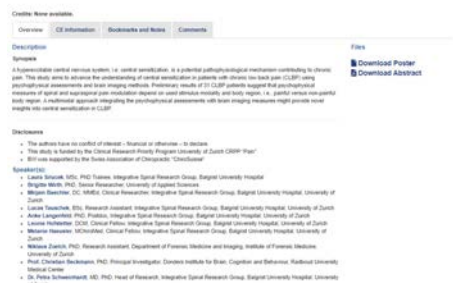 Credits: None available.
Overview
CE Information
Bookmarks and Notes
Comments
Description
Synopsis
A hyperexcitable central nervous system, i.e. central sensitization, is a potential pathophysiological mechanism contributing to chronic
pain. This study aims to advance the understanding of central sensitization in patients with chronic low back pain (CLBP) using
psychophysical assessments and brain imaging methods. Preliminary results of 31 CLBP patients suggest that psychophysical
measures of spinal and supraspinal pain modulation depend on used stimulus modality and body region, i.e., painful versus non-painful
body region. A multimodal approach integrating the psychophysical assessments with brain imaging measures might provide novel
insights into central sensitization in CLBP.
Disclosures
The authors have no conflict of interest – financial or otherwise – to declare.
This study is funded by the Clinical Research Priority Program University of Zurich CRPP "Pain"
was supported by the Swiss Association of Chiropractic "ChiroSuisse"
Speaker(s):
Laura Sirucek, MSc, PhD Trainee, Integrative Spinal Research Group, Balgrist University Hospital
Brigitte Wirth, PhD, Senior Researcher, University of Applied Sciences
Mirjam Baechler, DC, MMEd, Clinical Researcher, Integrative Spinal Research Group, Balgrist University Hospital, University of
Zurich
Lucas Tauschek, BSc, Research Assistant, Integrative Spinal Research Group, Balgrist University Hospital, University of Zurich
Anke Langenfeld, PhD, Postdoc, Integrative Spinal Research Group, Balgrist University Hospital, University of Zurich
Leonie Hofstetter, DCM, Clinical Fellow, Integrative Spinal Research Group, Balgrist University Hospital, University of Zurich
Melanie Haeusler, MChiroMed, Clinical Fellow, Integrative Spinal Research Group, Balgrist University Hospital, University of
Zurich
Niklaus Zoelch, PhD, Research Assistant, Department of Forensic Medicine and Imaging, Institute of Forensic Medicine,
University of Zurich
Prof. Christian Beckmann, PhD, Principal Investigator, Donders Institute for Brain, Cognition and Behaviour, Radboud University
Medical Center
Dr. Petra Schweinhardt, MD, PhD, Head of Research, Integrative Spinal Research Group, Balgrist University Hospital, University
Files
Download Poster
Download Abstract